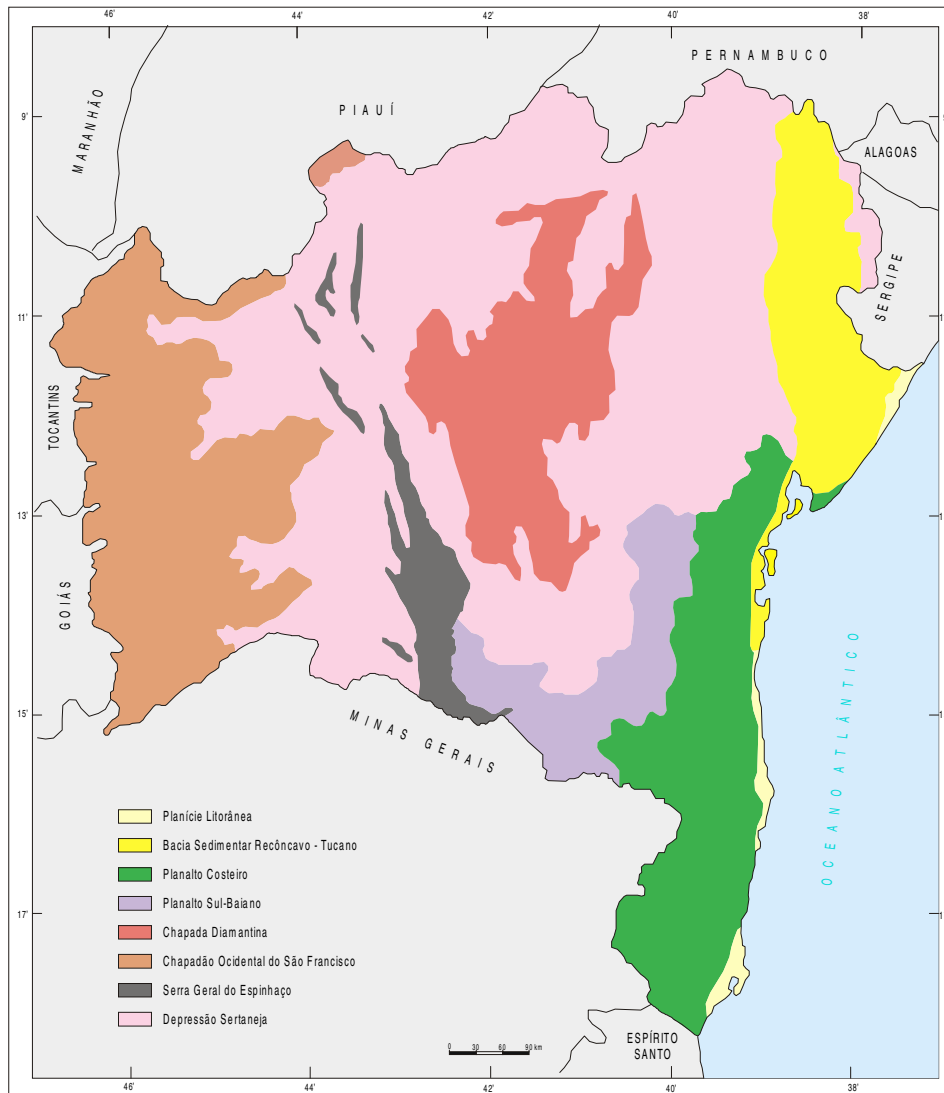 46' 44' 42' 40' 38'
PERNAMBUCO
MARANHÃO
PIAUÍ
9'
ALAGOAS
SERGIPE
11'
TOCANTINS
13'
GOIÁS
OCEANO ATLÂNTICO
15'
MINAS GERAIS
Planície Litorânea
Bacia Sedimentar Recôncavo - Tucano
Planalto Costeiro
Planalto Sul-Baiano
17'
Chapada Diamantina
Chapadão Ocidental do São Francisco
Serra Geral do Espinhaço
Depressão Sertaneja
ESPÍRITO
SANTO
0 30 60 90 km
46' 44' 42' 40' 38'